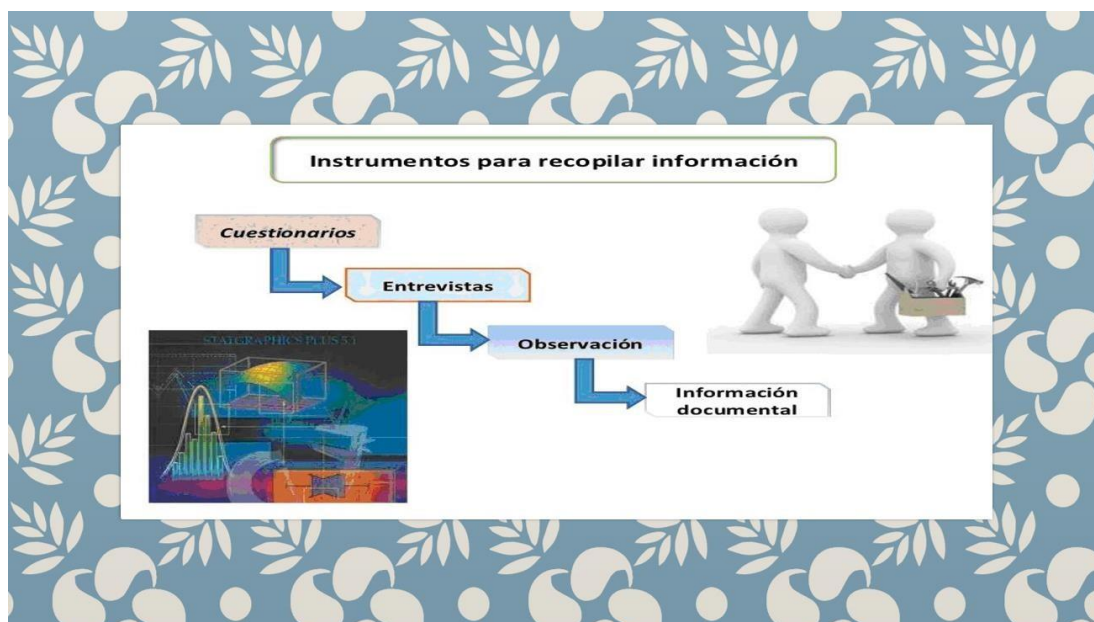 Instrumentos para recopilar información
Cuestionarios
Entrevistas
Observación
Información
documental
STATGRAPHICS PLUS 5.1